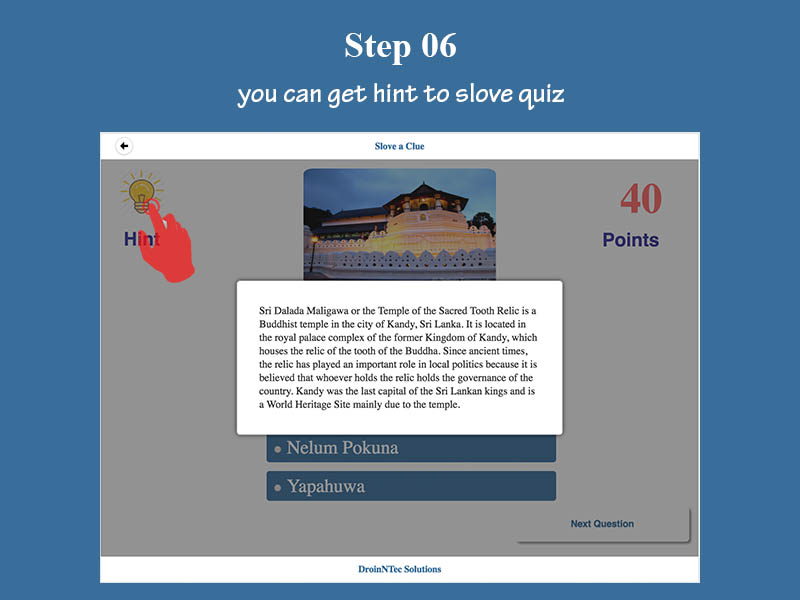 Step 06
you can get hint to slove quiz
Slove a Clue
Hint
40
Points
Sri Dalada Maligawa or the Temple of the Sacred Tooth Relic is a
Buddhist temple in the city of Kandy, Sri Lanka. It is located in
the royal palace complex of the former Kingdom of Kandy, which
houses the relic of the tooth of the Buddha. Since ancient times,
the relic has played an important role in local politics because it is
believed that whoever holds the relic holds the governance of the
country. Kandy was the last capital of the Sri Lankan kings and is
a World Heritage Site mainly due to the temple.
Nelum Pokuna
Yapahuwa
Next Question
DroinNTec Solutions